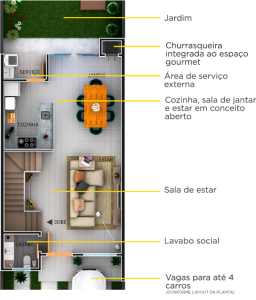 Jardim
Churrasqueira
integrada ao espaço
gourmet
SERVIÇO
JANTAR
Área de serviço
externa
Cozinha, sala de jantar
e estar em conceito
aberto
COZINHA
ESTAR
Sala de estar
SOBE
LAVABO
Lavabo social
Vagas para até 4
carros
(CONFORME LAYOUT DA PLANTA)